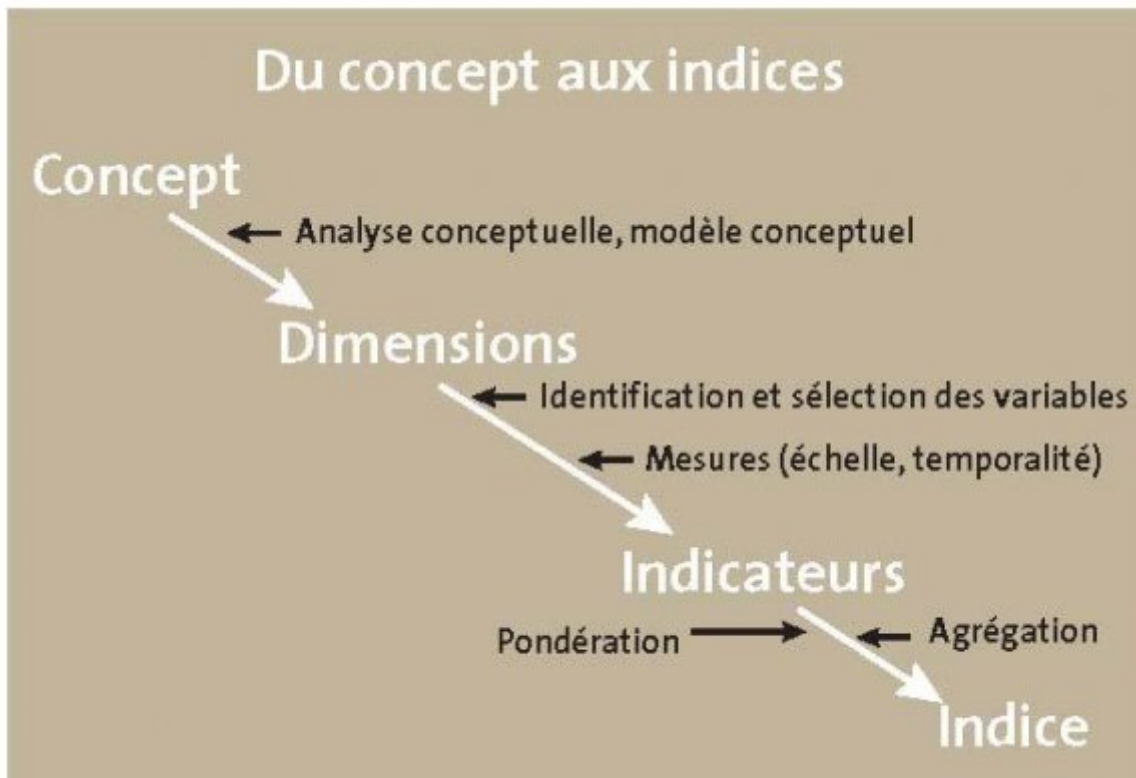 Du concept aux indices
Concept
Analyse conceptuelle, modèle conceptuel
Dimensions
Identification et sélection des variables
Mesures (échelle, temporalité)
Indicateurs
Pondération
Agrégation
Indice